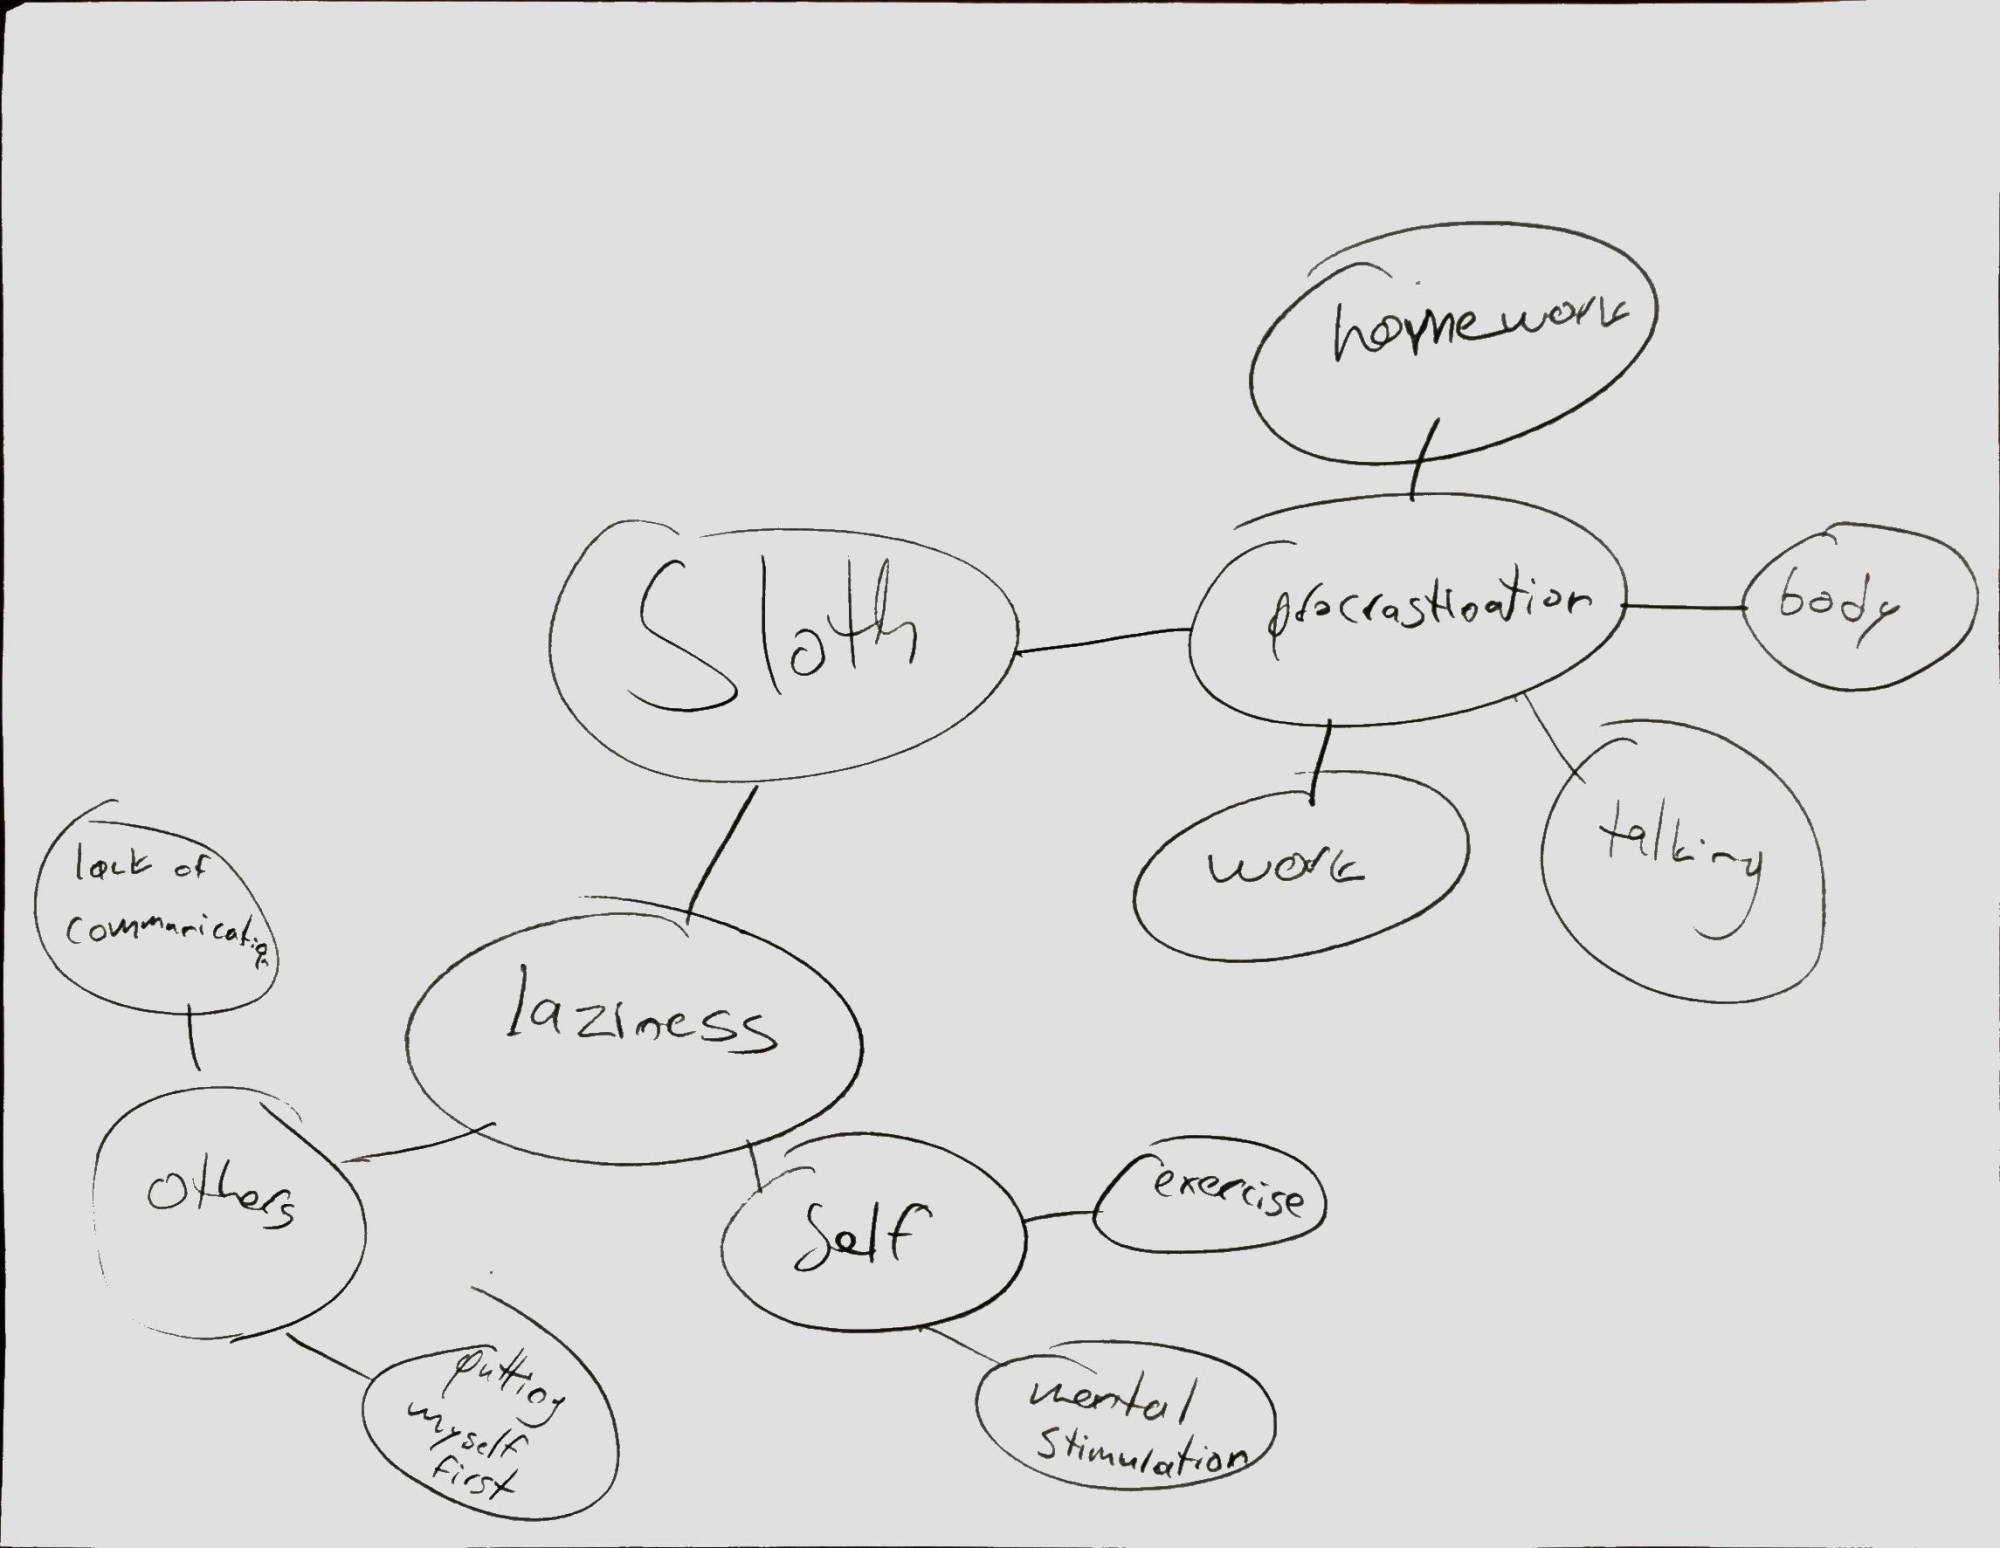 homework
Sloth
procrastination
body
talking
work
lack of
communication
laziness
others
self
exercise
putting
myself
first
mental
stimulation